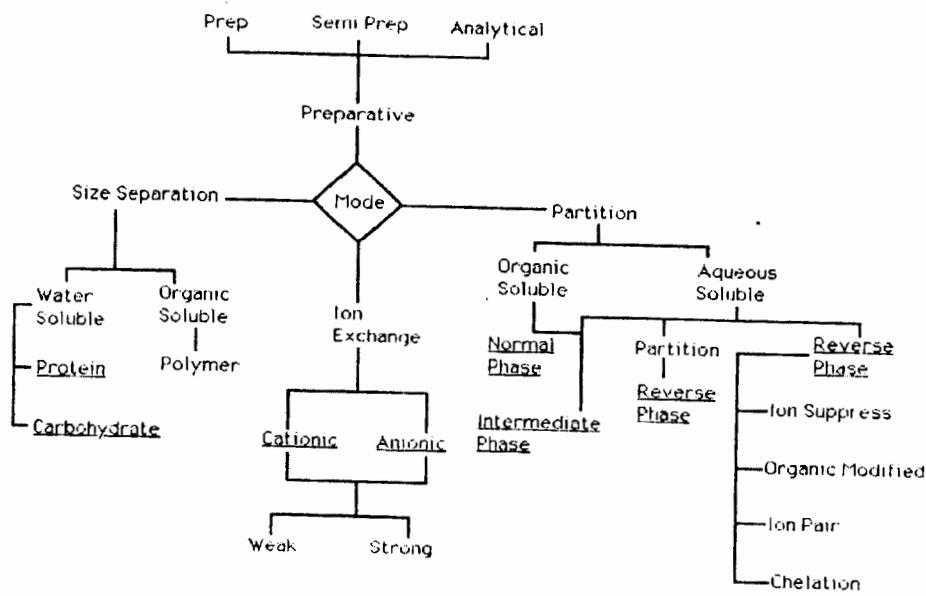 Prep
Semi Prep
Analytical
Preparative
Size Separation
Mode
Partition
Water
Soluble
Organic
Soluble
Ion
Exchange
Organic
Soluble
Aqueous
Soluble
Protein
Polymer
Carbohydrate
Normal
Phase
Partition
Reverse
Phase
Intermediate
Phase
Reverse
Phase
Ion Suppress
Organic Modified
Ion Pair
Chelation
Cationic
Anionic
Weak
Strong